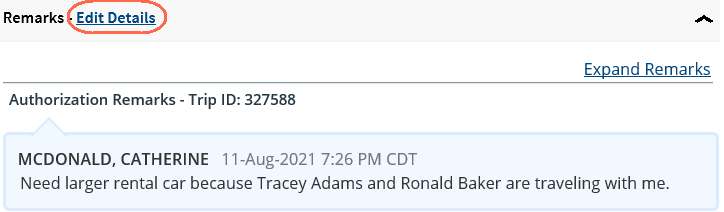 Remarks - Edit Details
Expand Remarks
Authorization Remarks - Trip ID: 327588
MCDONALD, CATHERINE 11-Aug-2021 7:26 PM CDT
Need larger rental car because Tracey Adams and Ronald Baker are traveling with me.